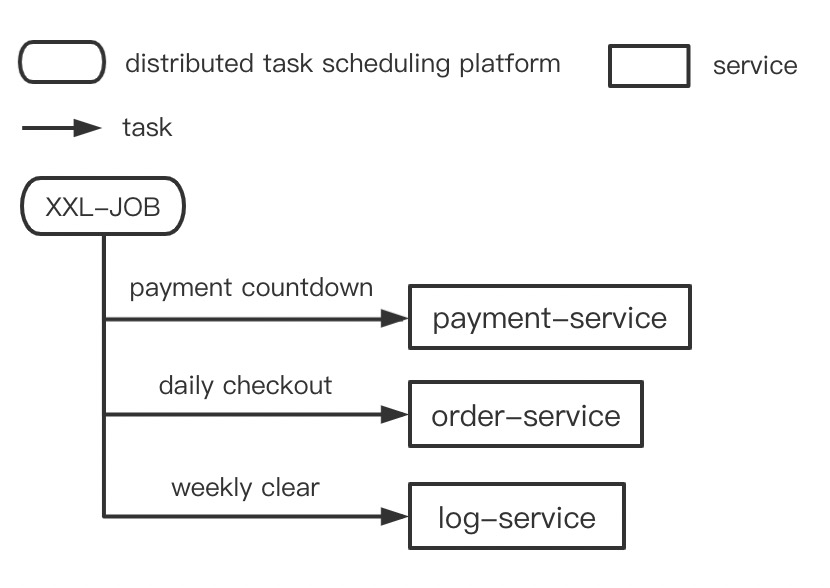 distributed task scheduling platform
service
task
XXL-JOB
payment countdown
payment-service
daily checkout
order-service
weekly clear
log-service